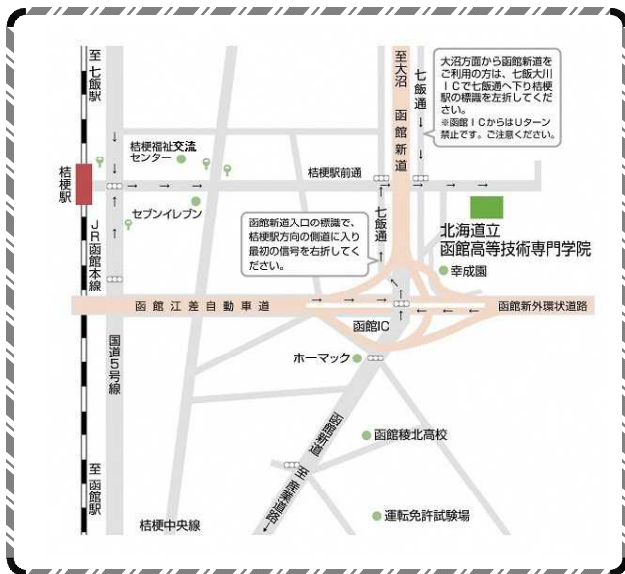 至 七飯駅
至大沼
函館新道
七飯通
大沼方面から函館新道を
ご利用の方は、七飯大川
ＩＣで七飯通へ下り桔梗
駅の標識を左折してくだ
さい。
※函館ＩＣからはＵターン
禁止です。ご注意ください。
桔梗福祉交流
センター
桔梗駅前通
桔梗駅
セブンイレブン
函館新道入口の標識で、
桔梗駅方向の側道に入り
最初の信号を右折してく
ださい。
七飯通
北海道立
函館高等技術専門学院
幸成園
ＪＲ函館本線
函館江差自動車道
函館新外環状道路
函館IC
国道５号線
ホーマック
函館新道
函館稜北高校
至 函館駅
至 産業道路
桔梗中央線
運転免許試験場